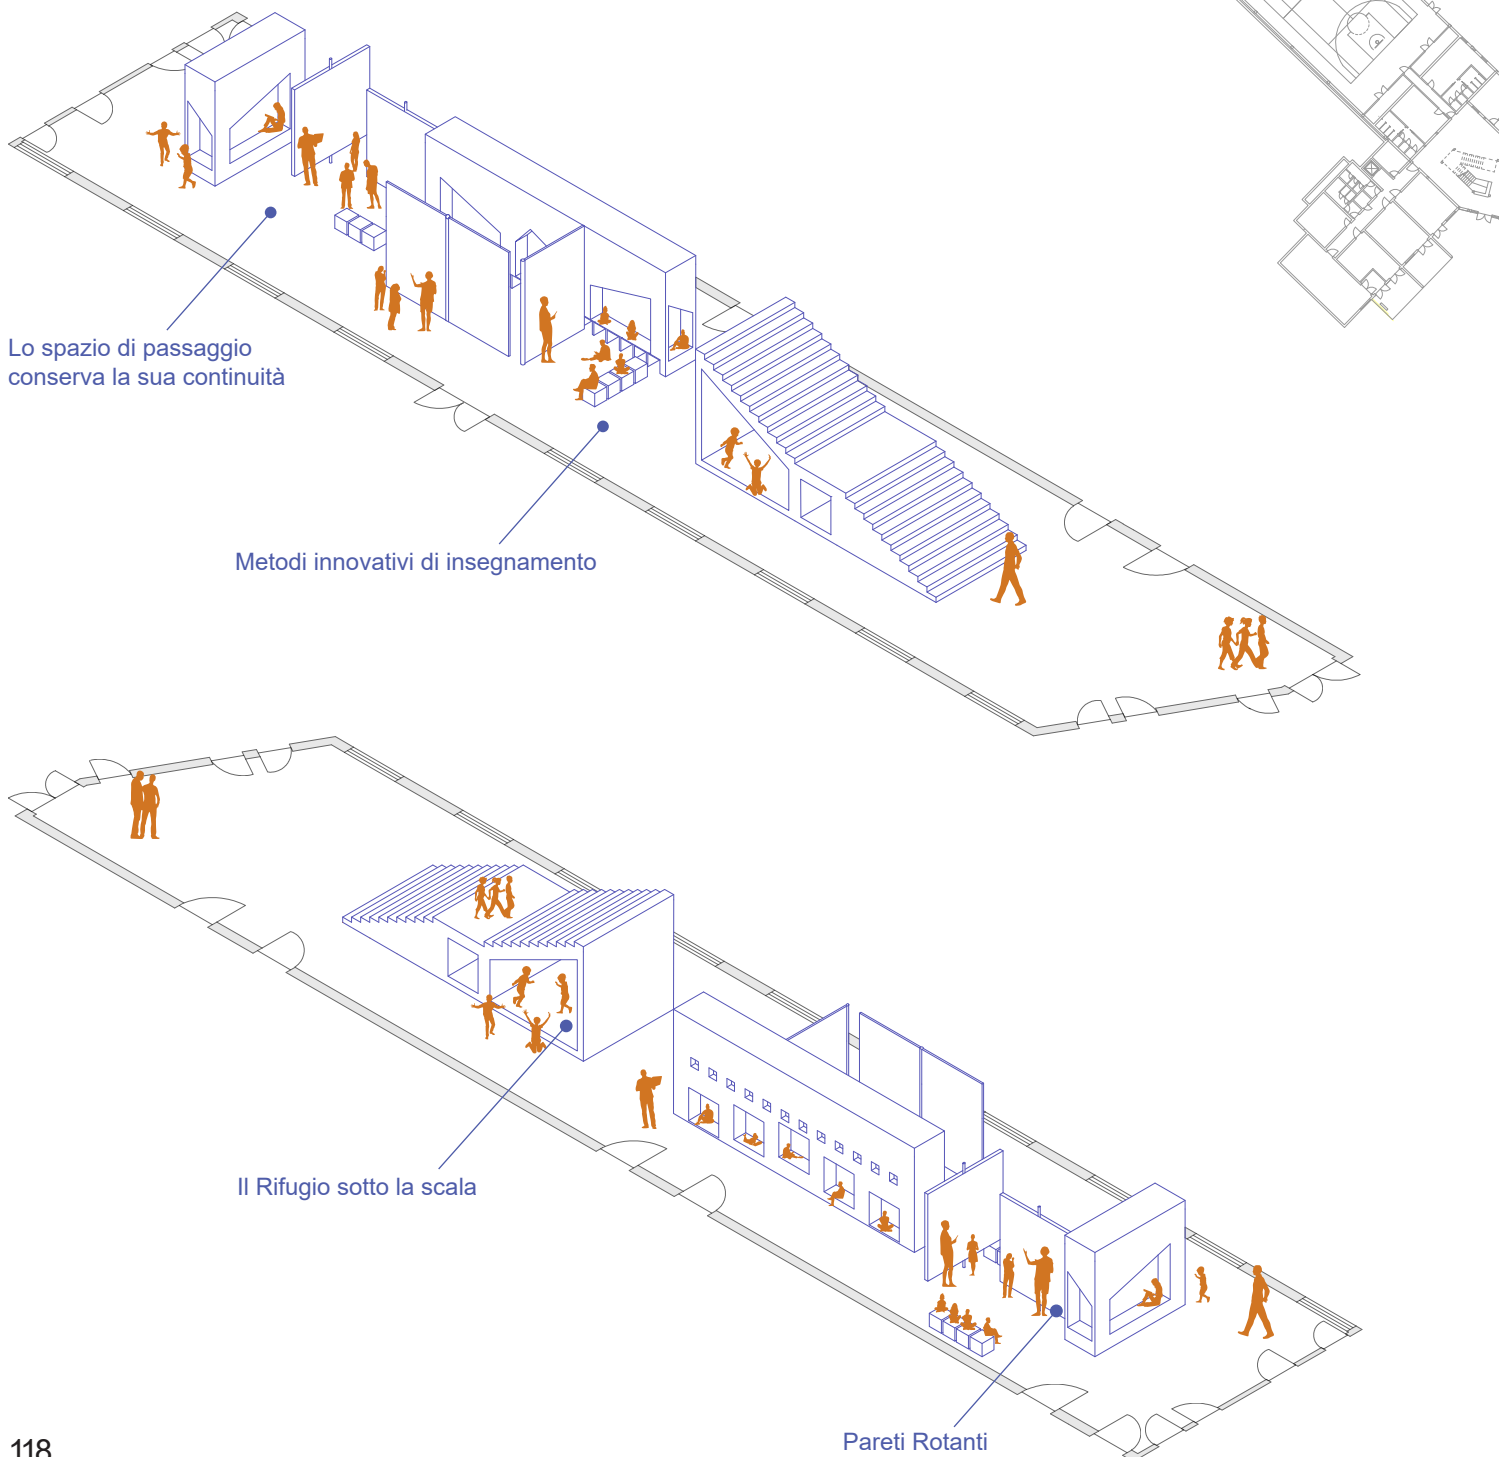 Lo spazio di passaggio
conserva la sua continuità
Metodi innovativi di insegnamento
Il Rifugio sotto la scala
Pareti Rotanti
118